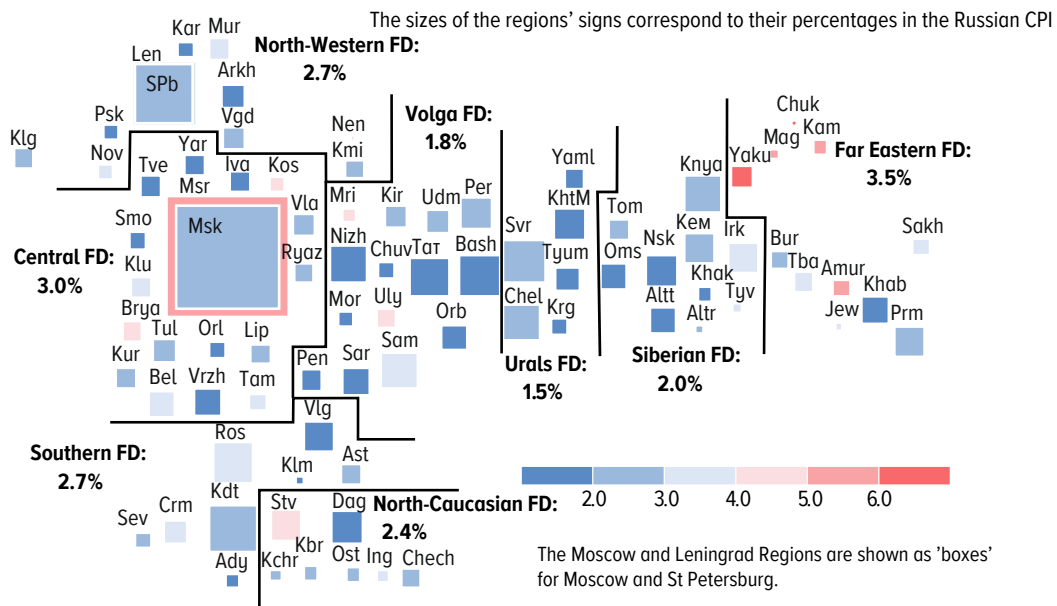 The sizes of the regions' signs correspond to their percentages in the Russian CPI
Kar
Mur
North-Western FD:
2.7%
Len
SPb
Arkh
Psk
Vgd
Klg
Nov
Nen
Kmi
Volga FD:
1.8%
Chuk
Mag
Kam
Far Eastern FD:
3.5%
Yaku
Tve
Yar
Iva
Kos
Msr
Msk
Vla
Ryaz
Smo
Central FD:
3.0%
Klu
Brya
Tul
Orl
Lip
Kur
Bel
Vrzh
Tam
Mri
Kir
Udm
Per
Nizh
Chuv
Тат
Bash
Mor
Uly
Orb
Pen
Sar
Sam
Yaml
KhtM
Svr
Tyum
Chel
Krg
Urals FD:
1.5%
Tom
Knya
Oms
Nsk
Кем
Irk
Khak
Altt
Altr
Tyv
Siberian FD:
2.0%
Bur
Tba
Amur
Khab
Jew
Prm
Sakh
Southern FD:
2.7%
Ros
Vlg
Klm
Ast
Kdt
Crm
Sev
Ady
Stv
Dag
North-Caucasian FD:
2.4%
Kchr
Kbr
Ost
Ing
Chech
2.0
3.0
4.0
5.0
6.0
The Moscow and Leningrad Regions are shown as 'boxes'
for Moscow and St Petersburg.